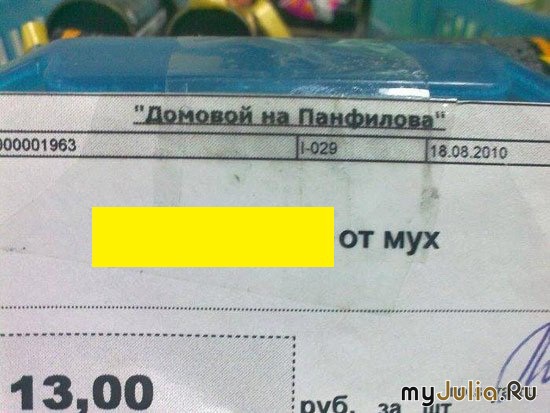 "Домовой на Панфилова"
000001963 I-029 18.08.2010
от мух
13,00 руб. за шт
myJulia.Ru